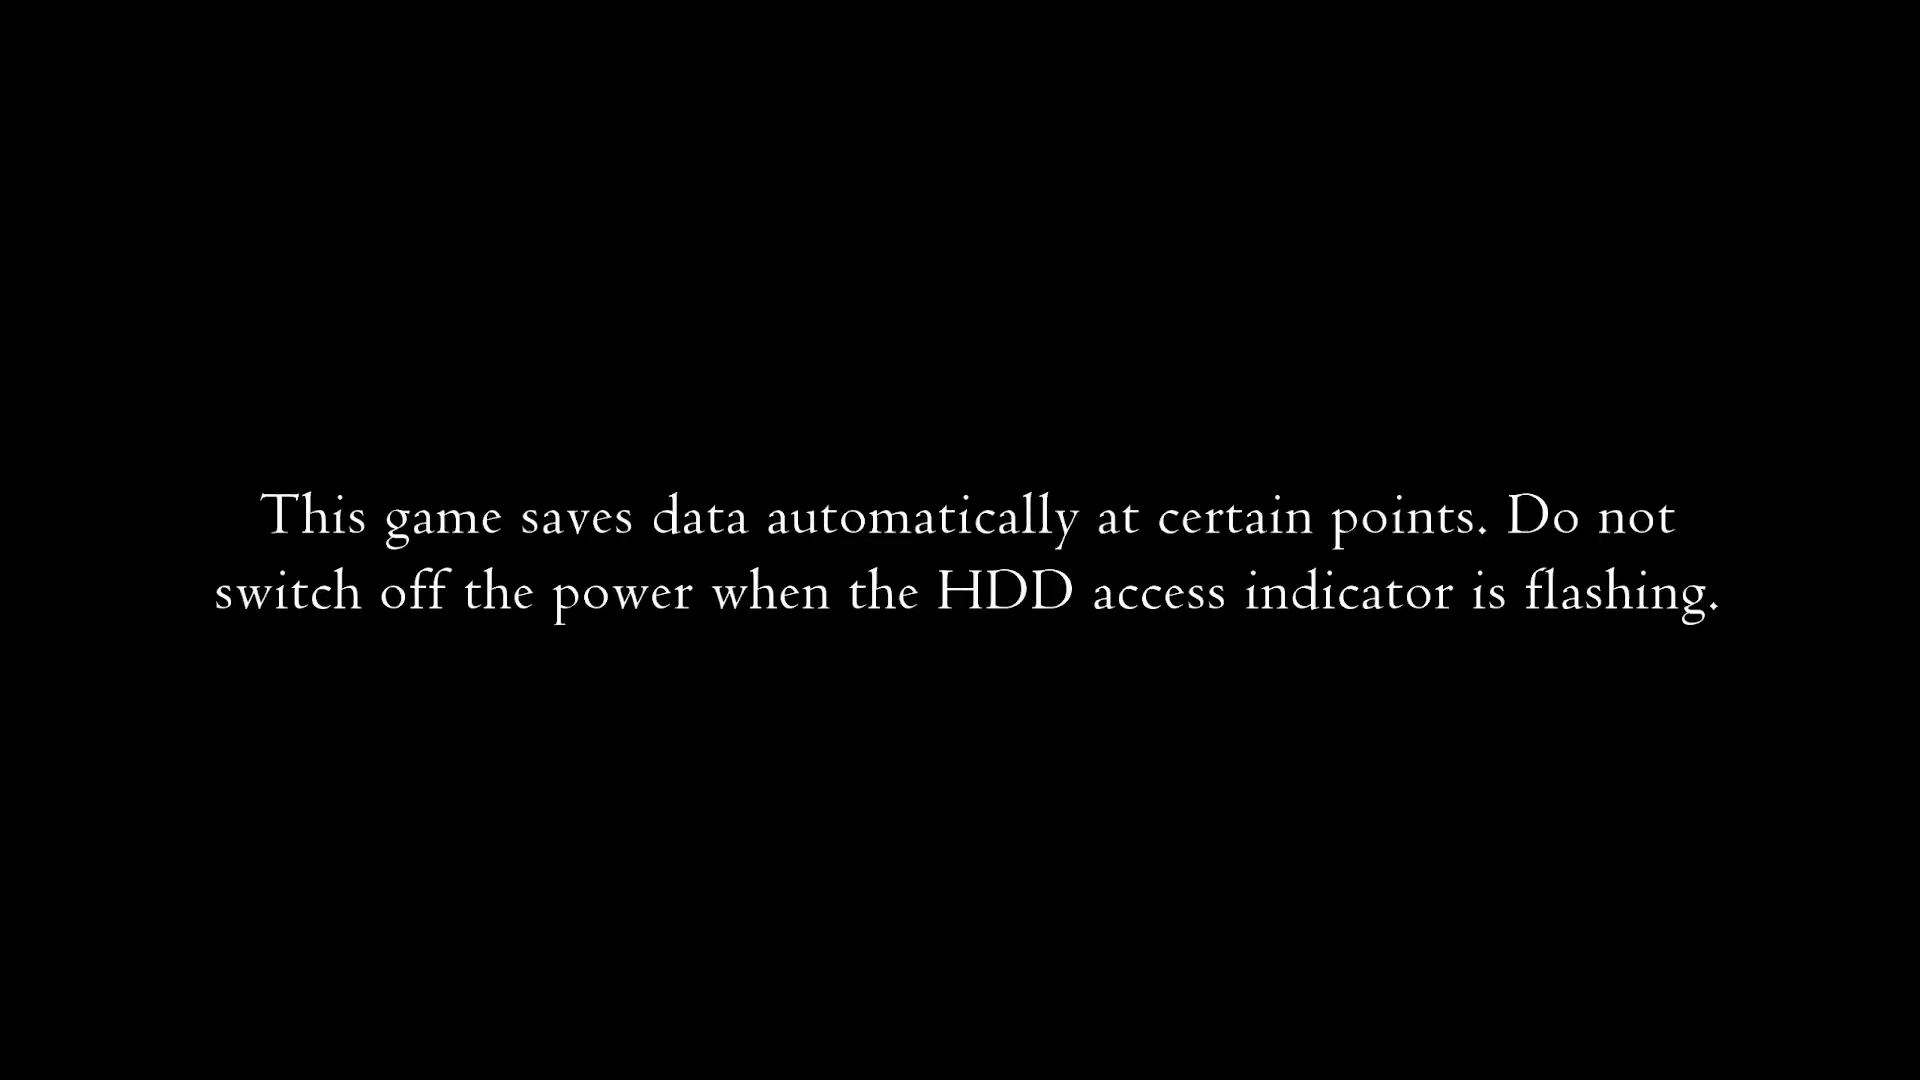 This game saves data automatically at certain points. Do not
switch off the power when the HDD access indicator is flashing.